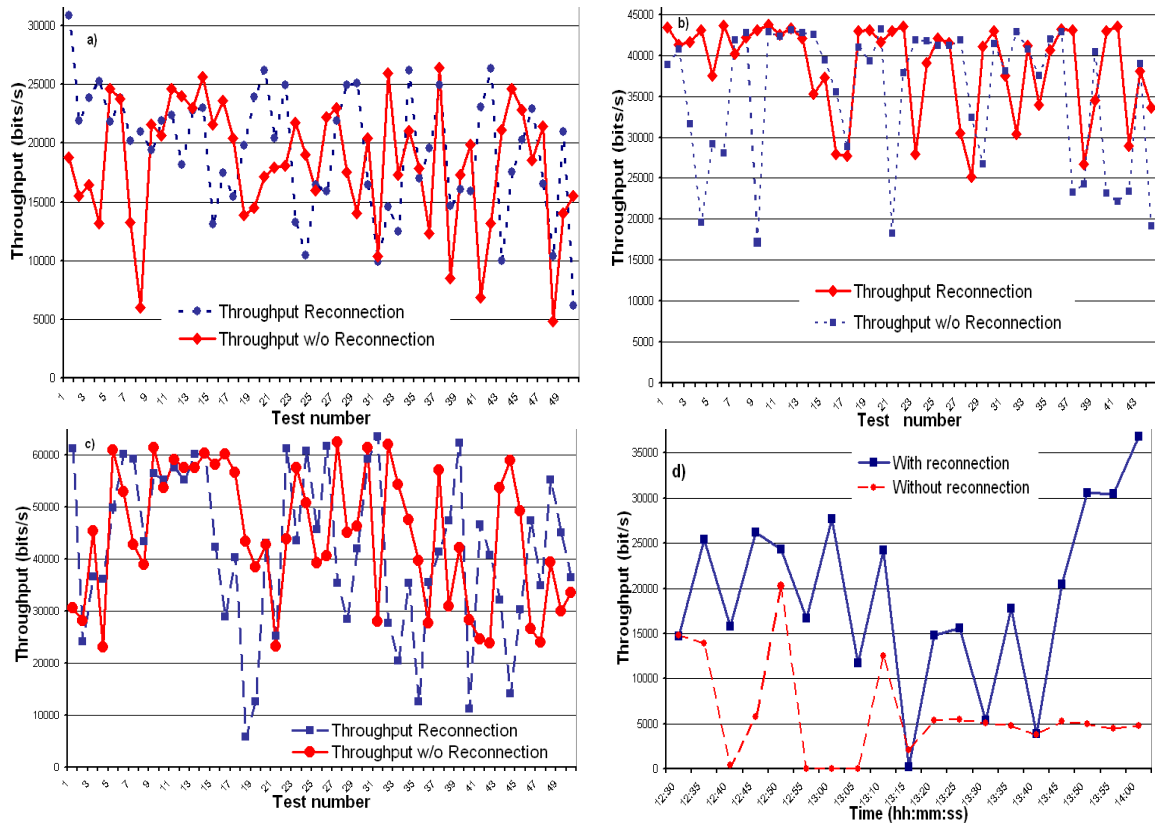 a)
Throughput (bits/s)
30000
25000
20000
15000
10000
5000
0
Throughput Reconnection
Throughput w/o Reconnection
1 3 5 7 9 11 13 15 17 19 21 23 25 27 29 31 33 35 37 39 41 43 45 47 49
Test number
b)
Throughput (bits/s)
45000
40000
35000
30000
25000
20000
15000
10000
5000
0
Throughput Reconnection
Throughput w/o Reconnection
1 3 5 7 9 11 13 15 17 19 21 23 25 27 29 31 33 35 37 39 41 43
Test number
c)
Throughput (bits/s)
60000
50000
40000
30000
20000
10000
0
Throughput Reconnection
Throughput w/o Reconnection
1 3 5 7 9 11 13 15 17 19 21 23 25 27 29 31 33 35 37 39 41 43 45 47 49
Test number
d)
Throughput (bit/s)
35000
30000
25000
20000
15000
10000
5000
0
With reconnection
Without reconnection
12:30 12:35 12:40 12:45 12:50 12:55 13:00 13:05 13:10 13:15 13:20 13:25 13:30 13:35 13:40 13:45 13:50 13:55 14:00
Time (hh:mm:ss)